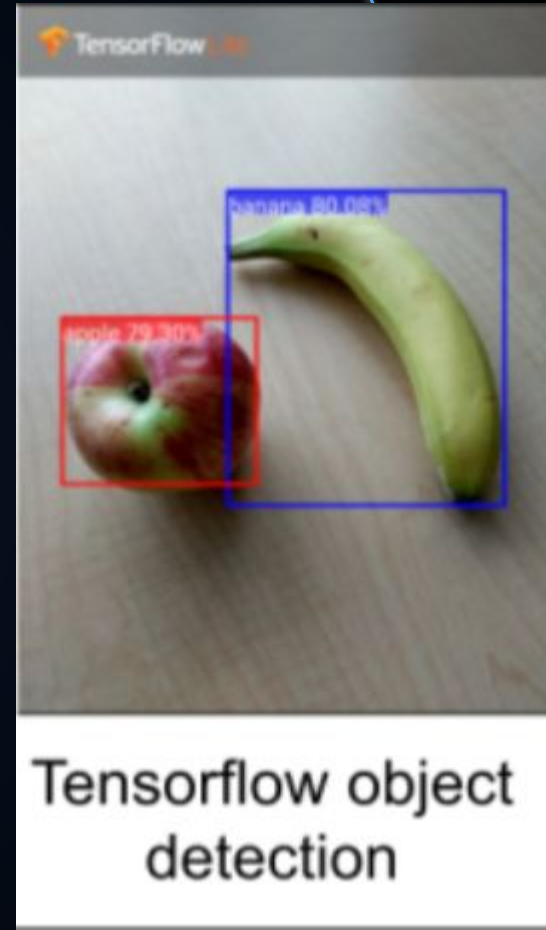 TensorFlow Lite
banana 80.08%
apple 79.30%
Tensorflow object
detection